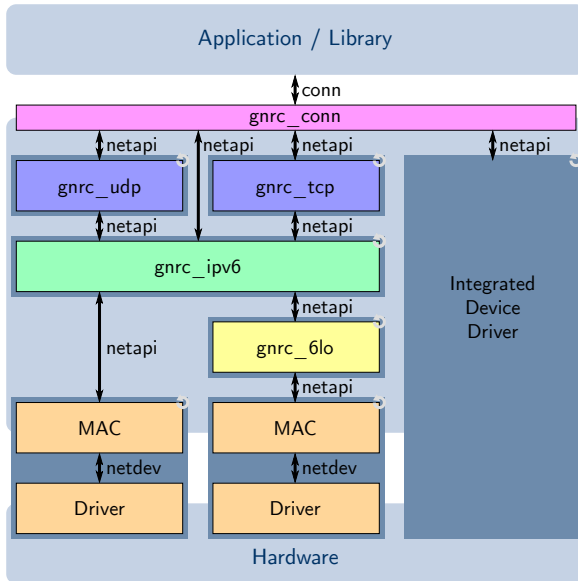 Application / Library
conn
gnrc_conn
netapi netapi netapi netapi
gnrc_udp gnrc_tcp
netapi netapi
gnrc_ipv6
Integrated
Device
Driver
netapi
netapi
gnrc_6lo
netapi
MAC MAC
netdev netdev
Driver Driver
Hardware